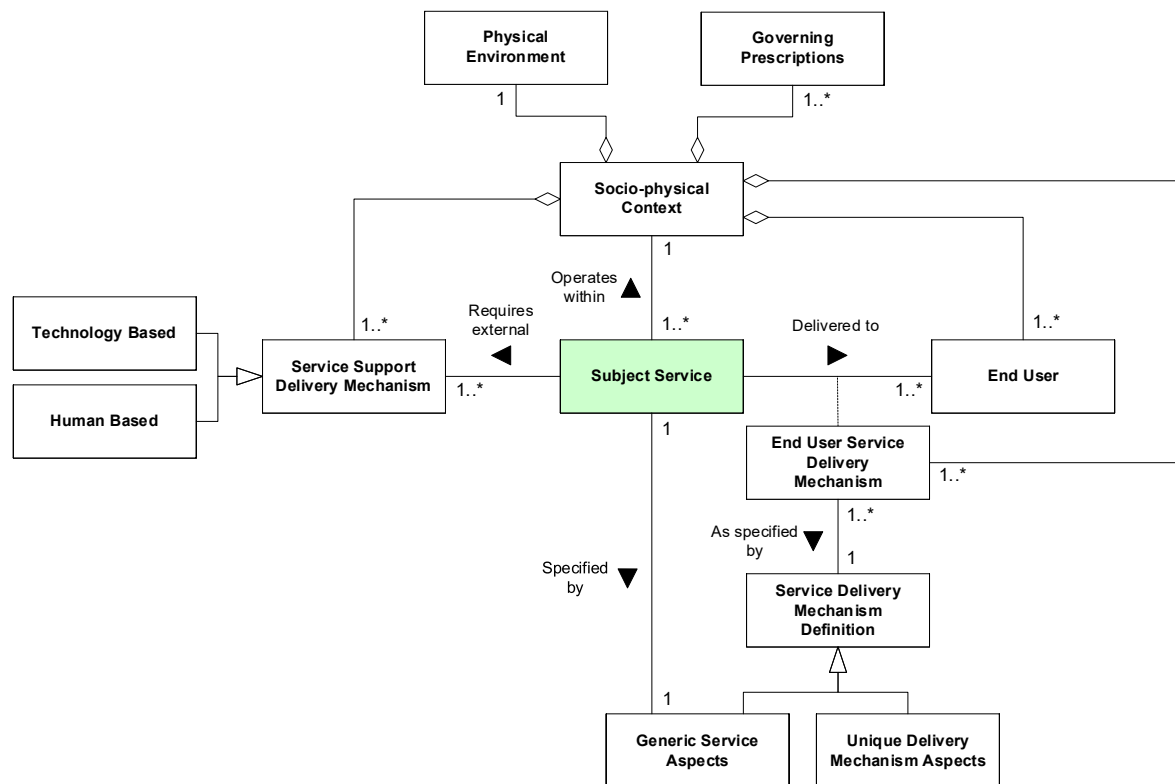 Physical
Environment
Governing
Prescriptions
1
1..*
Socio-physical
Context
1
Operates
within
1..*
Requires
external
1..*
Delivered to
1..*
Technology Based
Human Based
Service Support
Delivery Mechanism
1..*
Subject Service
1..*
End User
1
End User Service
Delivery
Mechanism
1..*
1..*
As specified
by
1
Specified
by
Service Delivery
Mechanism
Definition
1
Generic Service
Aspects
Unique Delivery
Mechanism Aspects